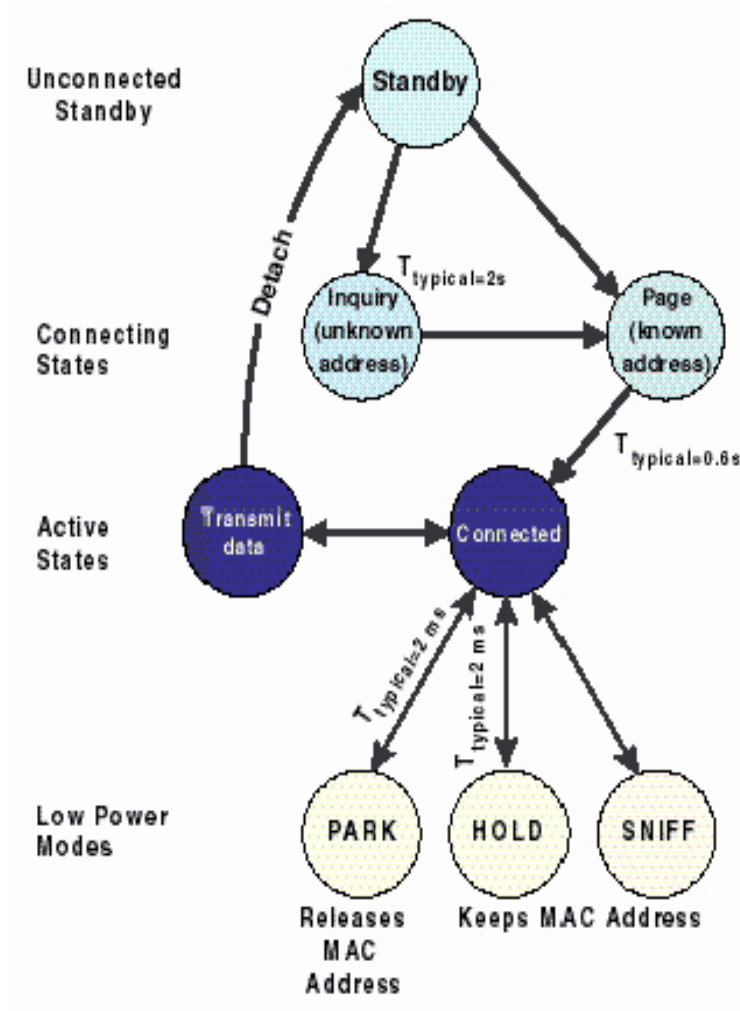 Unconnected
Standby
Standby
Detach
T typical=2s
Inquiry
(unknown
address)
Page
(known
address)
Connecting
States
T typical=0.6s
Active
States
Transmit
data
Connected
T typical=2 ms
T typical=2 ms
Low Power
Modes
PARK
HOLD
SNIFF
Releases
MAC
Address
Keeps MAC Address